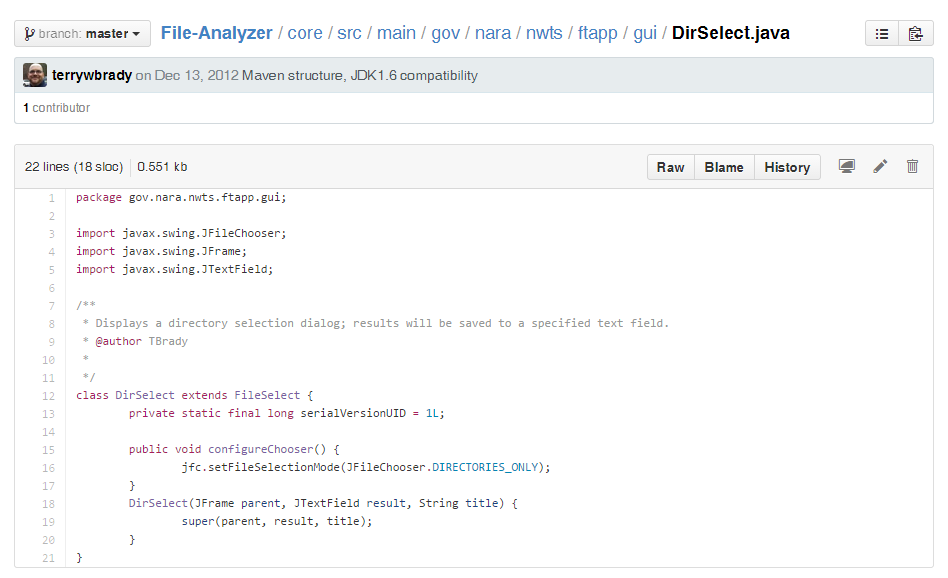 branch: master File-Analyzer / core / src / main / gov / nara / nwts / ftapp / gui / DirSelect.java
terrywbrady on Dec 13, 2012 Maven structure, JDK1.6 compatibility
1 contributor
22 lines (18 sloc) 0.551 kb Raw Blame History
1 package gov.nara.nwts.ftapp.gui;
2
3 import javax.swing.JFileChooser;
4 import javax.swing.JFrame;
5 import javax.swing.JTextField;
6
7 /**
8 * Displays a directory selection dialog; results will be saved to a specified text field.
9 * @author TBrady
10 *
11 */
12 class DirSelect extends FileSelect {
13 private static final long serialVersionUID = 1L;
14
15 public void configureChooser() {
16 jfc.setFileSelectionMode(JFileChooser.DIRECTORIES_ONLY);
17 }
18 DirSelect(JFrame parent, JTextField result, String title) {
19 super(parent, result, title);
20 }
21 }